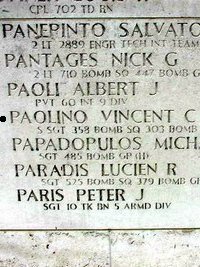 CPL 702 TD BN
PANEPINTO SALVATO
2 LT 2889 ENGR TECH INT TEAM
PANTAGES NICK G
2 LT 710 BOMB SQ 447 BOMB G
PAOLI ALBERT J
PVT 60 INF 9 DIV
PAOLINO VINCENT C
S SGT 358 BOMB SQ 303 BOMB
PAPADOPULOS MICHA
SGT 485 BOMB GP (H)
PARADIS LUCIEN R
SGT 525 BOMB SQ 379 BOMB GP
PARIS PETER J
SGT 10 TK BN 5 ARMD DIV